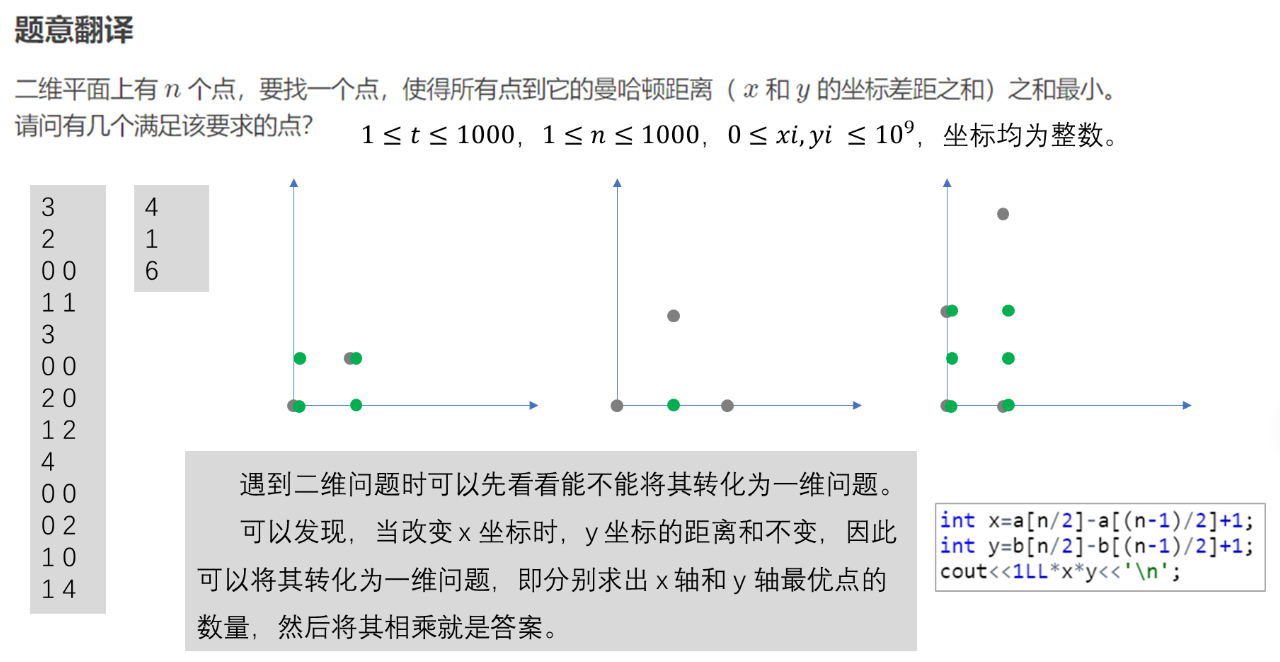 题意翻译
二维平面上有 n 个点，要找一个点，使得所有点到它的曼哈顿距离（ x 和 y 的坐标差距之和）之和最小。
请问有几个满足该要求的点？
1 ≤ t ≤ 1000，1 ≤ n ≤ 1000，0 ≤ xi, yi ≤ 10⁹，坐标均为整数。
3
2
0 0
1 1
3
0 0
2 0
1 2
4
0 0
0 2
1 0
1 4
4
1
6
遇到二维问题时可以先看看能不能将其转化为一维问题。
可以发现，当改变 x 坐标时，y 坐标的距离和不变，因此
可以将其转化为一维问题，即分别求出 x 轴和 y 轴最优点的
数量，然后将其相乘就是答案。
int x=a[n/2]-a[(n-1)/2]+1;
int y=b[n/2]-b[(n-1)/2]+1;
cout<<1LL*x*y<<'\n';